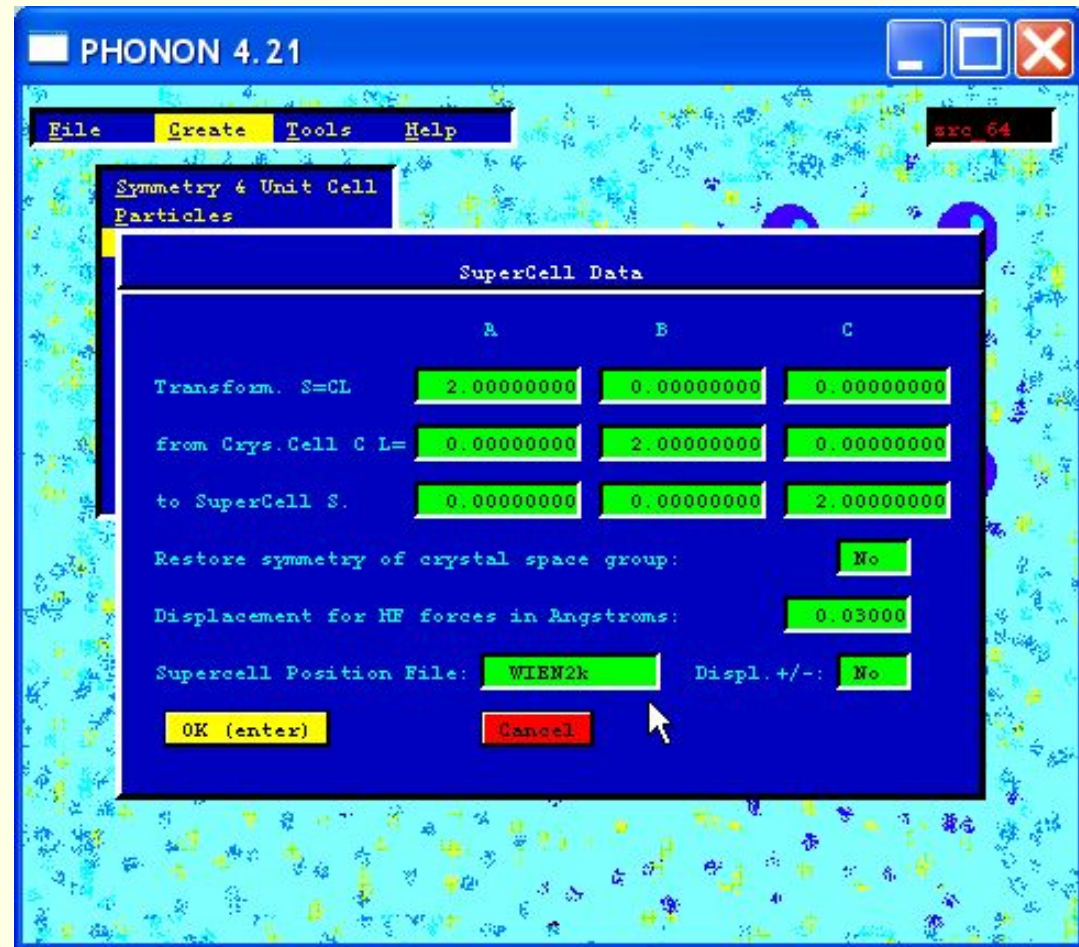 PHONON 4.21
File Create Tools Help src_64
Symmetry & Unit Cell
Particles
SuperCell Data
A B C
Transform. S=CL 2.00000000 0.00000000 0.00000000
from Crys.Cell C L= 0.00000000 2.00000000 0.00000000
to SuperCell S. 0.00000000 0.00000000 2.00000000
Restore symmetry of crystal space group: No
Displacement for HF forces in Angstroms: 0.03000
Supercell Position File: WIEN2k Displ.+/-: No
OK (enter) Cancel